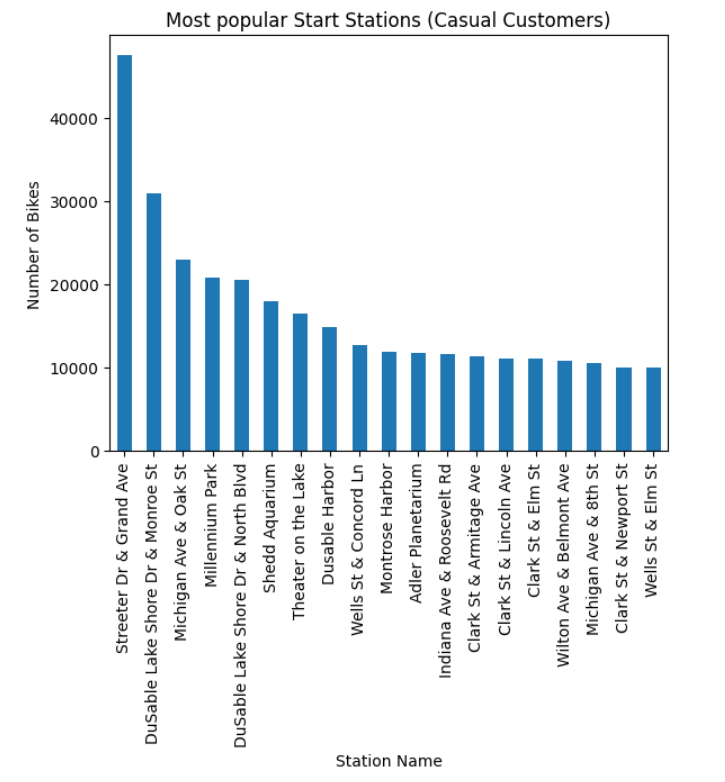 Most popular Start Stations (Casual Customers)
Number of Bikes
40000
30000
20000
10000
0
Streeter Dr & Grand Ave
DuSable Lake Shore Dr & Monroe St
Michigan Ave & Oak St
Millennium Park
DuSable Lake Shore Dr & North Blvd
Shedd Aquarium
Theater on the Lake
Dusable Harbor
Wells St & Concord Ln
Montrose Harbor
Adler Planetarium
Indiana Ave & Roosevelt Rd
Clark St & Armitage Ave
Clark St & Lincoln Ave
Clark St & Elm St
Wilton Ave & Belmont Ave
Michigan Ave & 8th St
Clark St & Newport St
Wells St & Elm St
Station Name